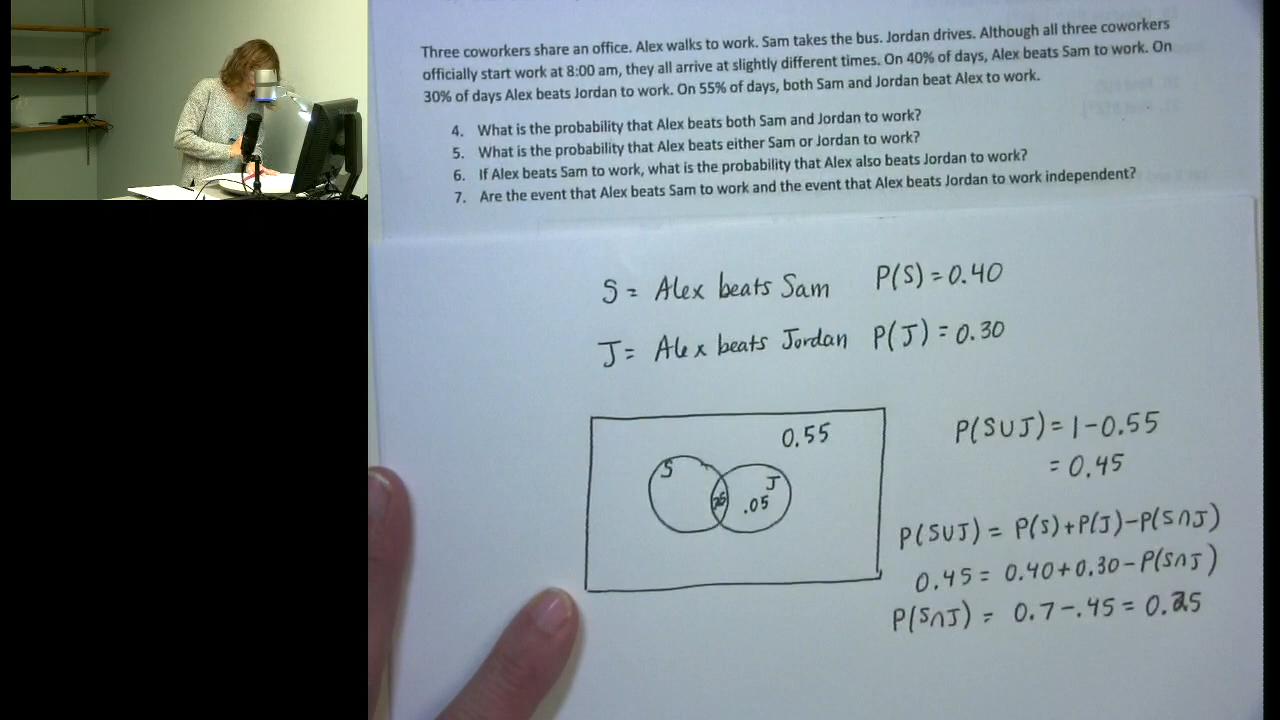 Three coworkers share an office. Alex walks to work. Sam takes the bus. Jordan drives. Although all three coworkers
officially start work at 8:00 am, they all arrive at slightly different times. On 40% of days, Alex beats Sam to work. On
30% of days Alex beats Jordan to work. On 55% of days, both Sam and Jordan beat Alex to work.
4. What is the probability that Alex beats both Sam and Jordan to work?
5. What is the probability that Alex beats either Sam or Jordan to work?
6. If Alex beats Sam to work, what is the probability that Alex also beats Jordan to work?
7. Are the event that Alex beats Sam to work and the event that Alex beats Jordan to work independent?
S = Alex beats Sam P(S) = 0.40
J = Alex beats Jordan P(J) = 0.30
0.55
S
J
.05
P(S∪J) = 1 - 0.55
= 0.45
P(S∪J) = P(S) + P(J) - P(S∩J)
0.45 = 0.40 + 0.30 - P(S∩J)
P(S∩J) = 0.7 - .45 = 0.25